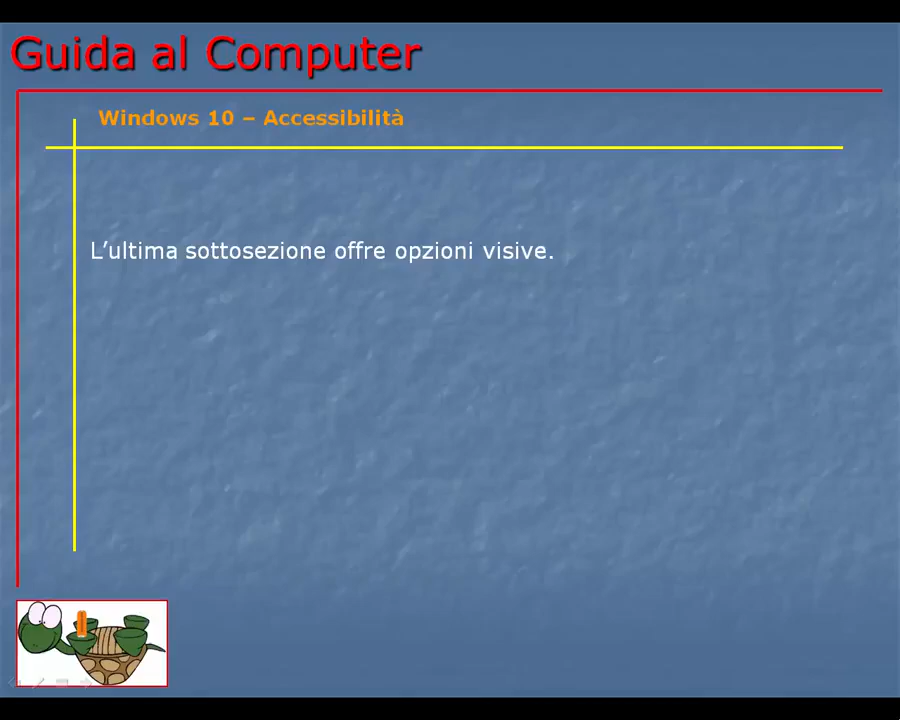 Guida al Computer
Windows 10 – Accessibilità
L’ultima sottosezione offre opzioni visive.